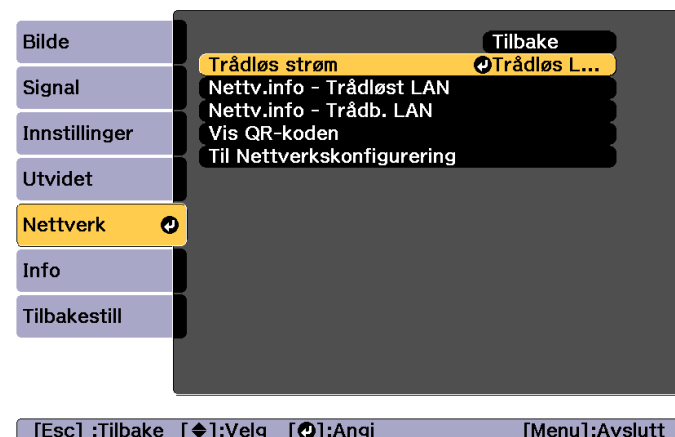 Bilde
Signal
Innstillinger
Utvidet
Nettverk
Info
Tilbakestill
Tilbake
Trådløs strøm Trådløs L...
Nettv.info - Trådløst LAN
Nettv.info - Trådb. LAN
Vis QR-koden
Til Nettverkskonfigurering
[Esc] :Tilbake [◆]:Velg [↵]:Angi [Menu]:Avslutt